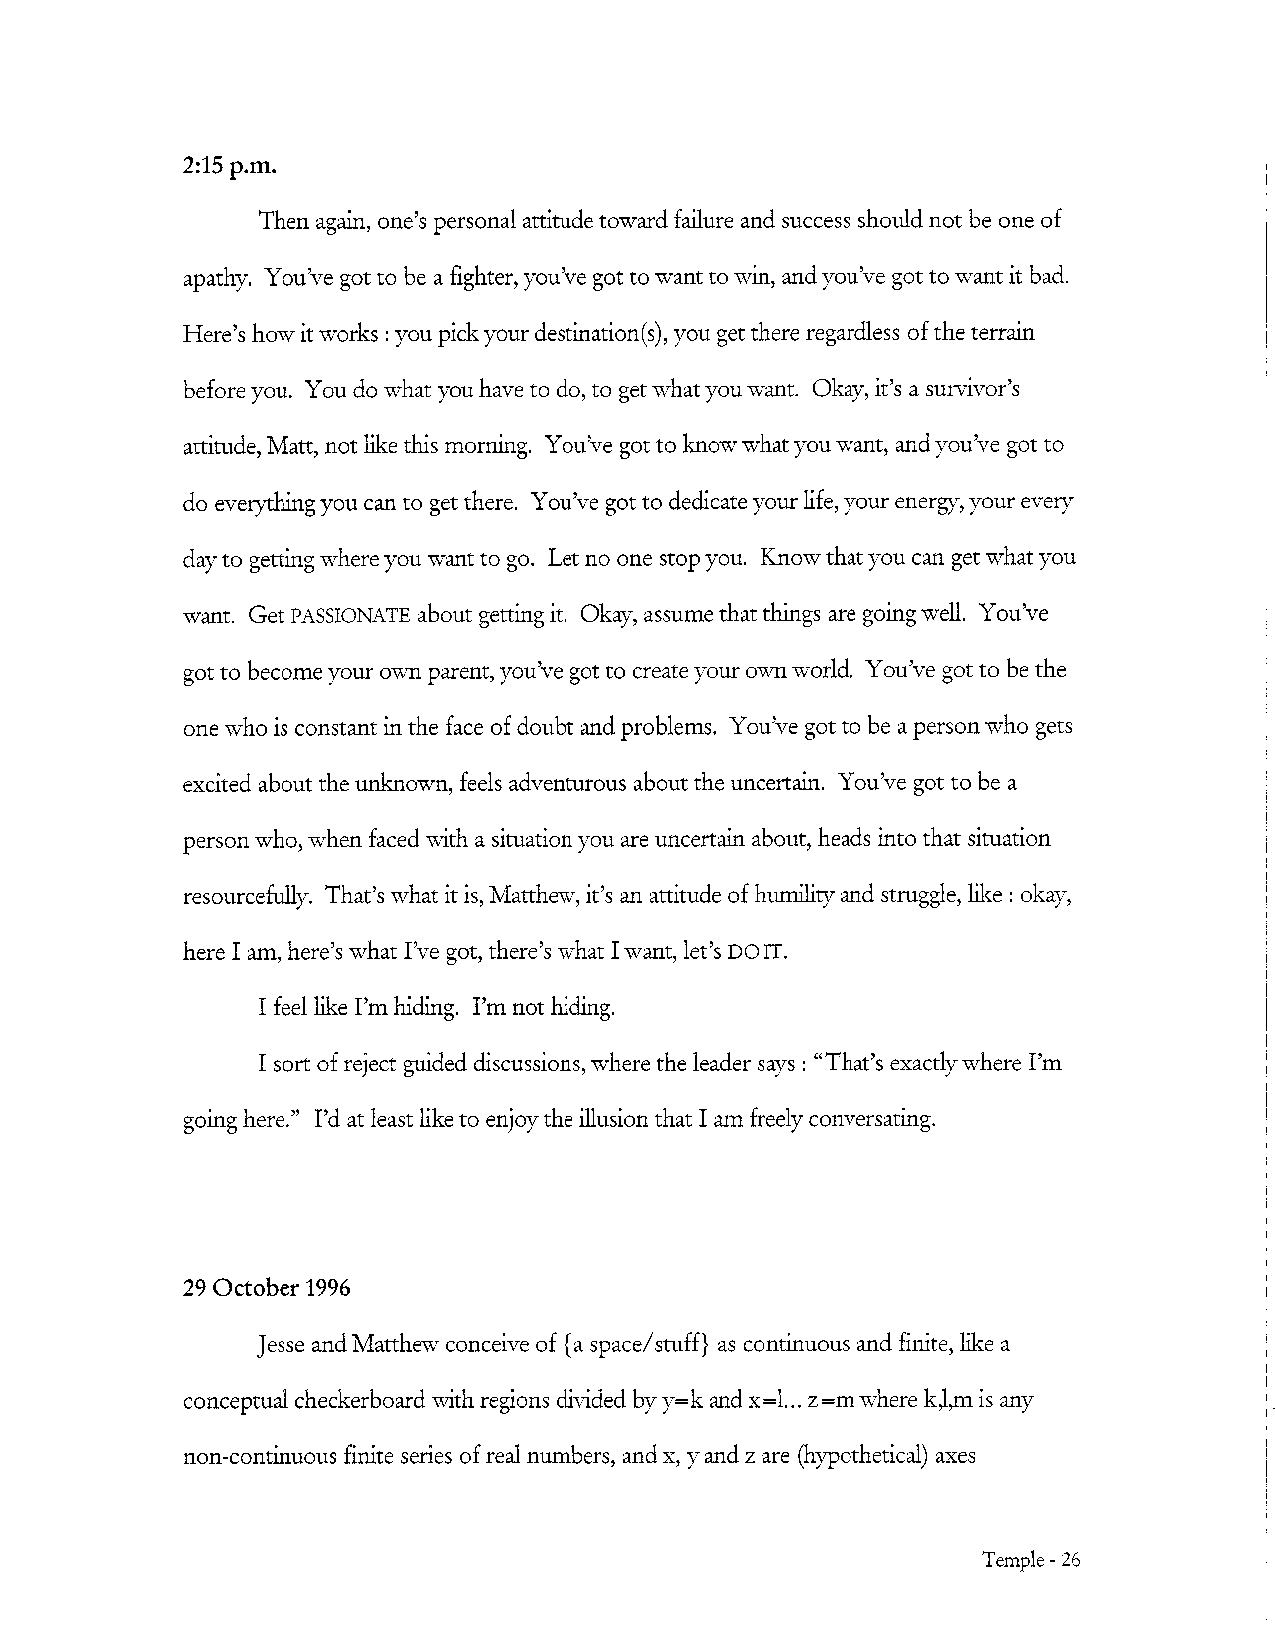 2:15 p.m.
Then again, one's personal attitude toward failure and success should not be one of
apathy. You've got to be a fighter, you've got to want to win, and you've got to want it bad.
Here's how it works : you pick your destination(s), you get there regardless of the terrain
before you. You do what you have to do, to get what you want. Okay, it's a survivor's
attitude, Matt, not like this morning. You've got to know what you want, and you've got to
do everything you can to get there. You've got to dedicate your life, your energy, your every
day to getting where you want to go. Let no one stop you. Know that you can get what you
want. Get PASSIONATE about getting it. Okay, assume that things are going well. You've
got to become your own parent, you've got to create your own world. You've got to be the
one who is constant in the face of doubt and problems. You've got to be a person who gets
excited about the unknown, feels adventurous about the uncertain. You've got to be a
person who, when faced with a situation you are uncertain about, heads into that situation
resourcefully. That's what it is, Matthew, it's an attitude of humility and struggle, like : okay,
here I am, here's what I've got, there's what I want, let's DO IT.
I feel like I'm hiding. I'm not hiding.
I sort of reject guided discussions, where the leader says : “That's exactly where I'm
going here.” I'd at least like to enjoy the illusion that I am freely conversating.
29 October 1996
Jesse and Matthew conceive of {a space/stuff} as continuous and finite, like a
conceptual checkerboard with regions divided by y=k and x=l... z=m where k,l,m is any
non-continuous finite series of real numbers, and x, y and z are (hypothetical) axes
Temple - 26